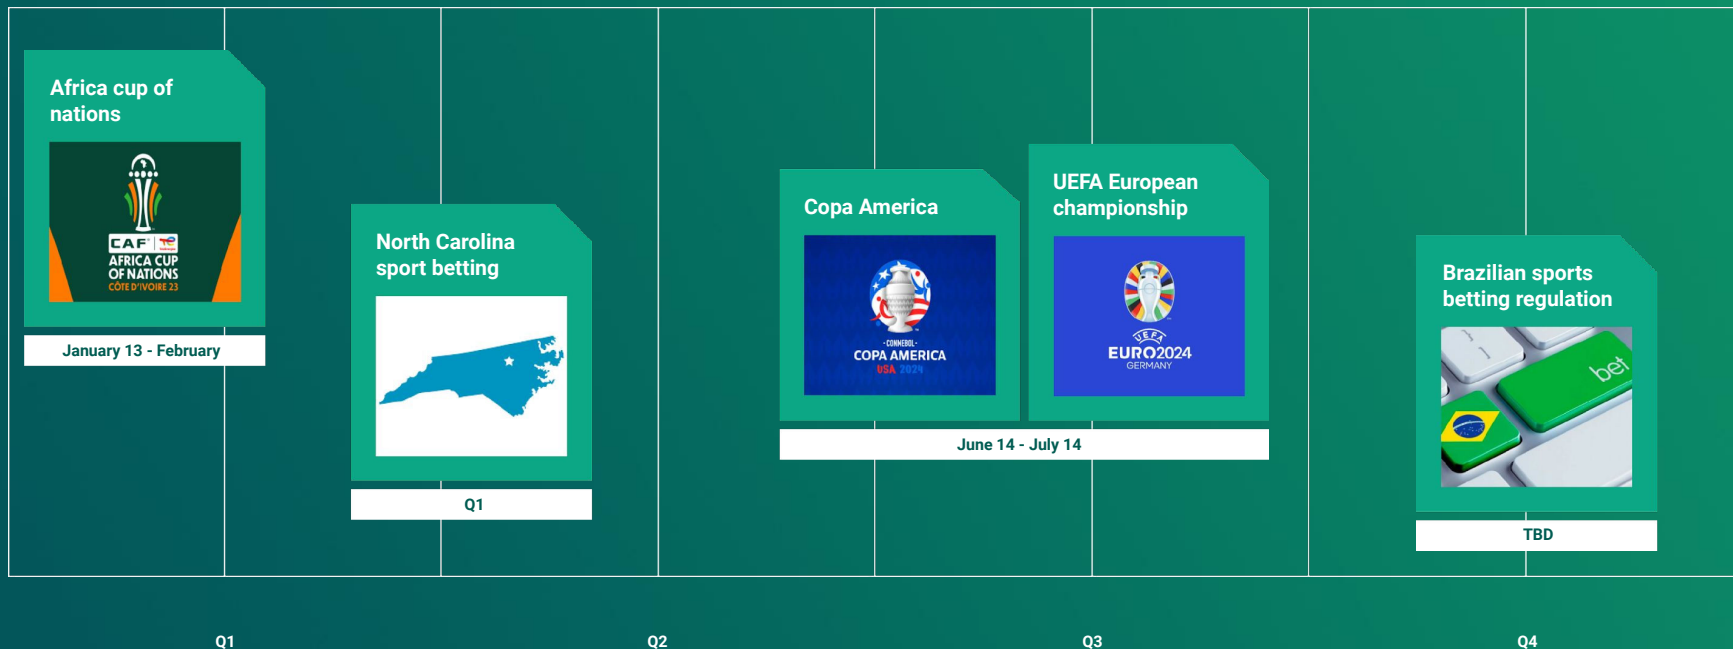 Africa cup of
nations
CAF
AFRICA CUP
OF NATIONS
CÔTE D'IVOIRE 23
January 13 - February
North Carolina
sport betting
Q1
Copa America
- CONMEBOL -
COPA AMERICA
USA 2024
UEFA European
championship
UEFA
EURO2024
GERMANY
June 14 - July 14
Brazilian sports
betting regulation
bet
TBD
Q1
Q2
Q3
Q4